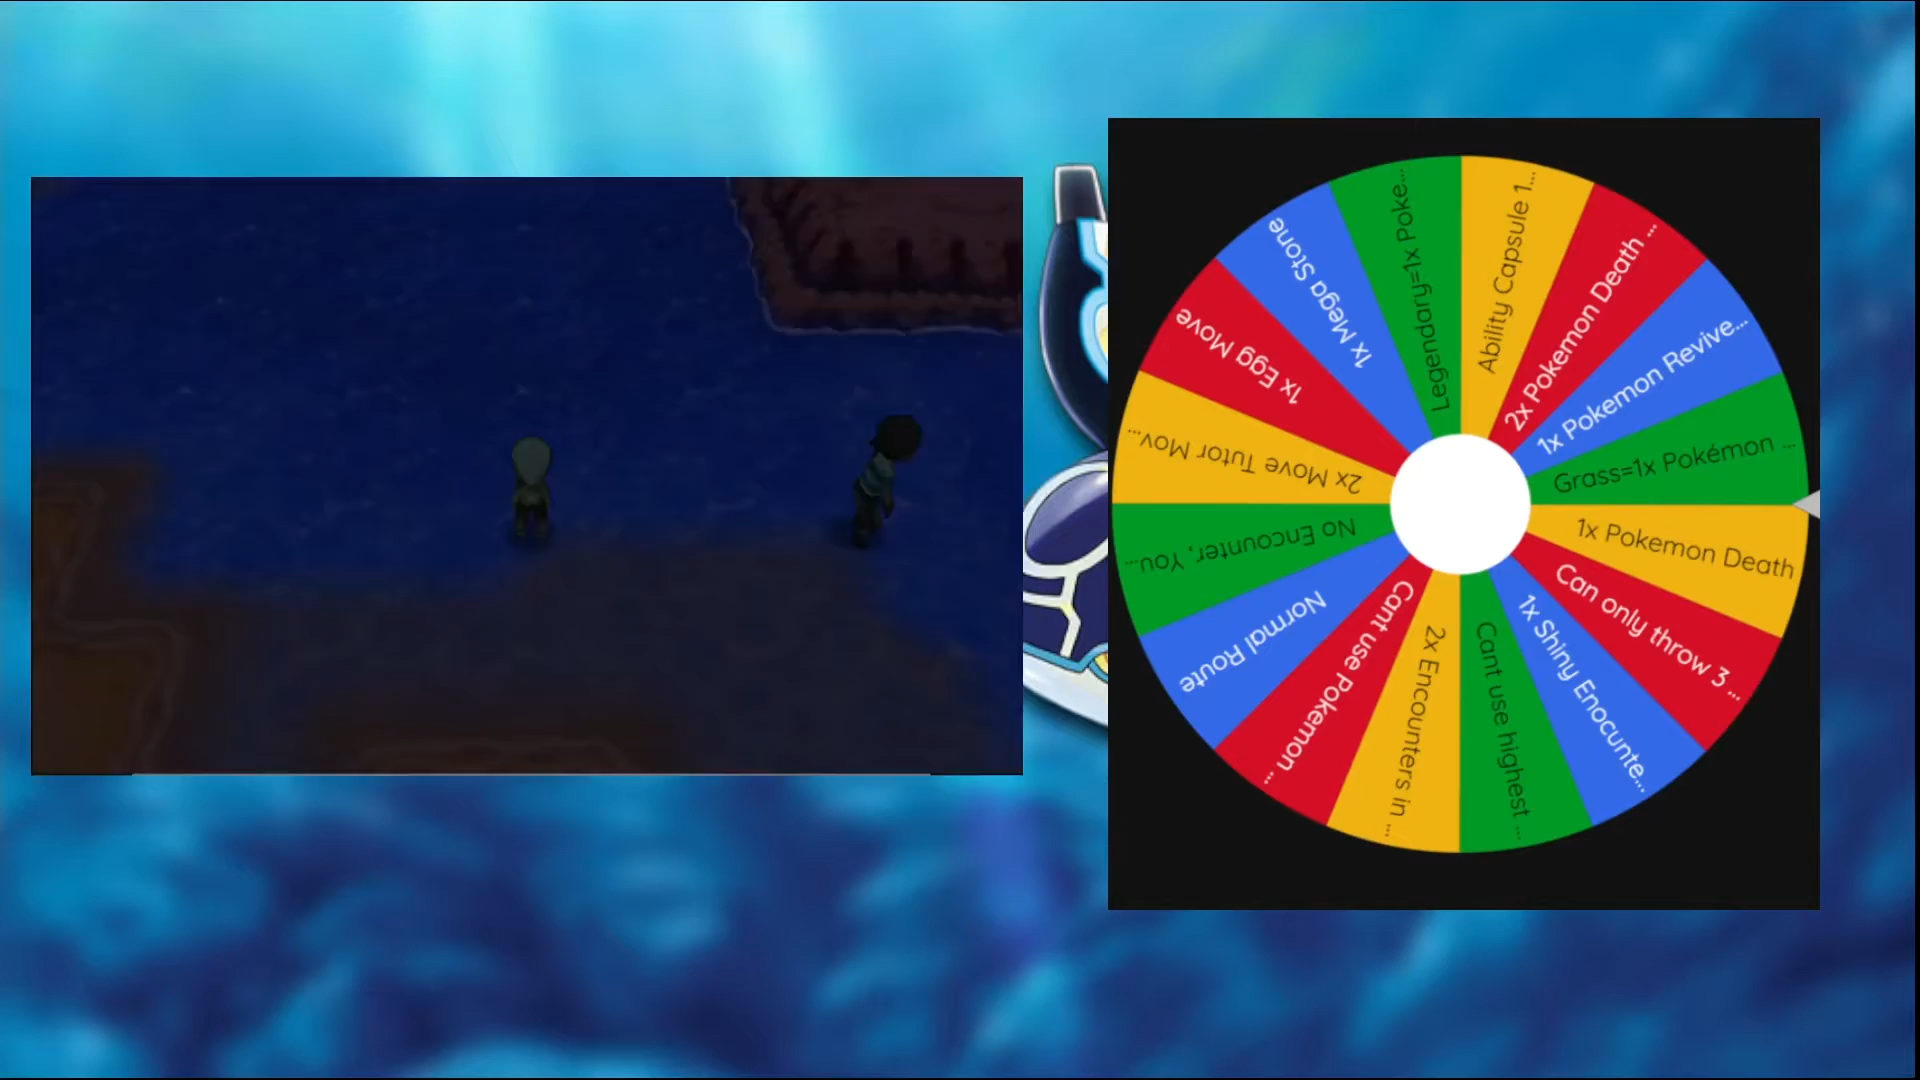 Legendary=1x Poke...
Ability Capsule 1...
2x Pokemon Death ...
1x Pokemon Revive...
Grass=1x Pokémon ...
1x Pokemon Death
Can only throw 3 ...
1x Shiny Enocunte...
Cant use highest ...
2x Encounters in ...
Cant use Pokemon ...
Normal Route
No Encounter, You...
2x Move Tutor Mov...
1x Egg Move
1x Mega Stone